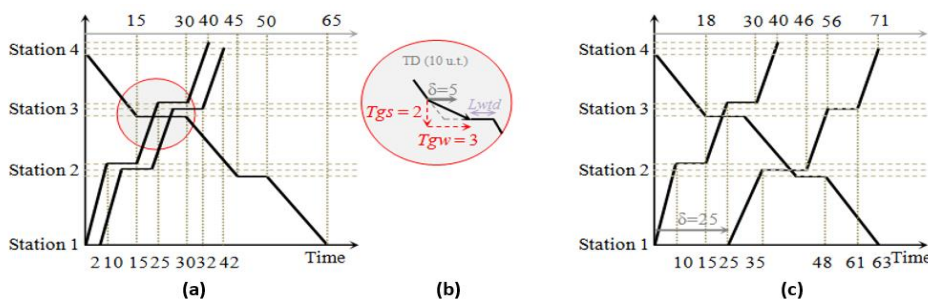 15 30 40 45 50 65
Station 4
Station 3
Station 2
Station 1
2 10 15 25 30 32 42
Time
(a)
TD (10 u.t.)
δ=5
Lwtd
Tgs = 2
Tgw = 3
(b)
18 30 40 46 56 71
Station 4
Station 3
Station 2
Station 1
δ=25
10 15 25 35 48 61 63
Time
(c)